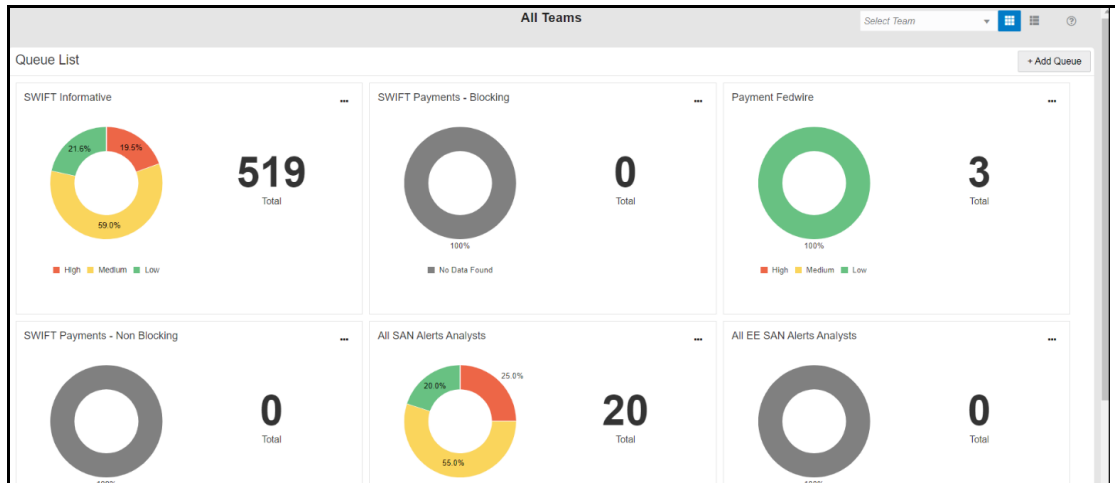 All Teams
Select Team
Queue List
+ Add Queue
SWIFT Informative
21.6%
19.5%
59.0%
519
Total
High Medium Low
SWIFT Payments - Blocking
100%
0
Total
No Data Found
Payment Fedwire
100%
3
Total
High Medium Low
SWIFT Payments - Non Blocking
0
Total
100%
All SAN Alerts Analysts
20.0%
25.0%
55.0%
20
Total
All EE SAN Alerts Analysts
0
Total
100%